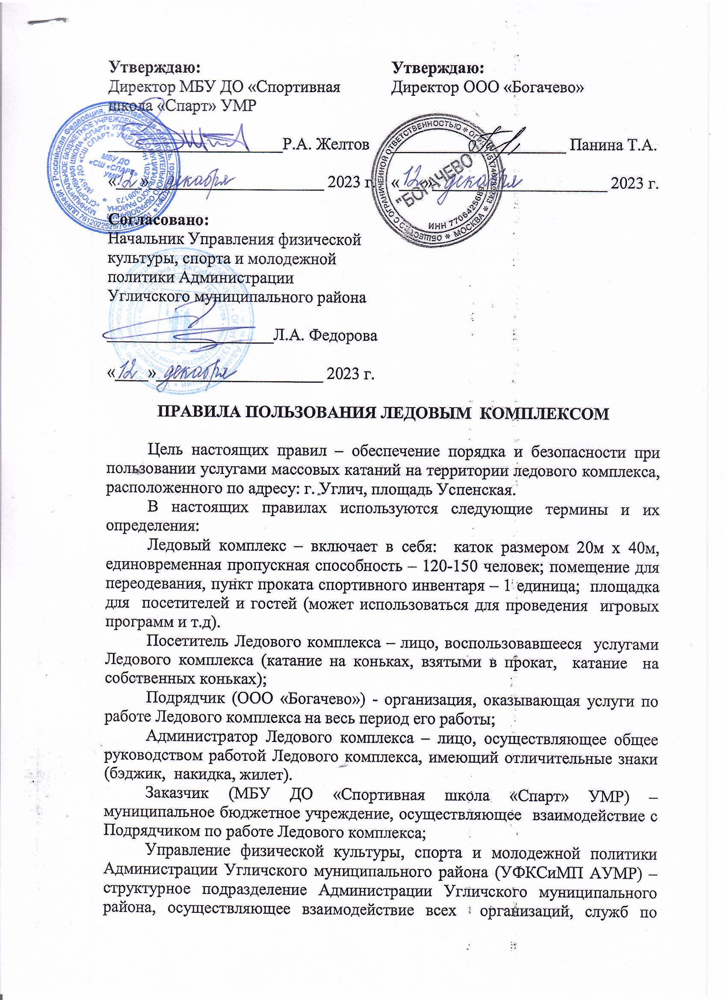 Утверждаю:
Директор МБУ ДО «Спортивная
школа «Спарт» УМР
Р.А. Желтов
«12» декабря 2023 г.
Утверждаю:
Директор ООО «Богачево»
Панина Т.А.
«12» декабря 2023 г.
МБУ ДО
«СШ «СПАРТ»
УМР
"БОГАЧЕВО"
ИНН 7706425689
ОБЩЕСТВО С ОГРАНИЧЕННОЙ ОТВЕТСТВЕННОСТЬЮ
МОСКВА
Согласовано:
Начальник Управления физической
культуры, спорта и молодежной
политики Администрации
Угличского муниципального района
Л.А. Федорова
«12» декабря 2023 г.
ПРАВИЛА ПОЛЬЗОВАНИЯ ЛЕДОВЫМ КОМПЛЕКСОМ
Цель настоящих правил – обеспечение порядка и безопасности при
пользовании услугами массовых катаний на территории ледового комплекса,
расположенного по адресу: г. Углич, площадь Успенская.
В настоящих правилах используются следующие термины и их
определения:
Ледовый комплекс – включает в себя: каток размером 20м х 40м,
единовременная пропускная способность – 120-150 человек; помещение для
переодевания, пункт проката спортивного инвентаря – 1 единица; площадка
для посетителей и гостей (может использоваться для проведения игровых
программ и т.д).
Посетитель Ледового комплекса – лицо, воспользовавшееся услугами
Ледового комплекса (катание на коньках, взятыми в прокат, катание на
собственных коньках);
Подрядчик (ООО «Богачево») - организация, оказывающая услуги по
работе Ледового комплекса на весь период его работы;
Администратор Ледового комплекса – лицо, осуществляющее общее
руководством работой Ледового комплекса, имеющий отличительные знаки
(бэджик, накидка, жилет).
Заказчик (МБУ ДО «Спортивная школа «Спарт» УМР) –
муниципальное бюджетное учреждение, осуществляющее взаимодействие с
Подрядчиком по работе Ледового комплекса;
Управление физической культуры, спорта и молодежной политики
Администрации Угличского муниципального района (УФКСиМП АУМР) –
структурное подразделение Администрации Угличского муниципального
района, осуществляющее взаимодействие всех организаций, служб по